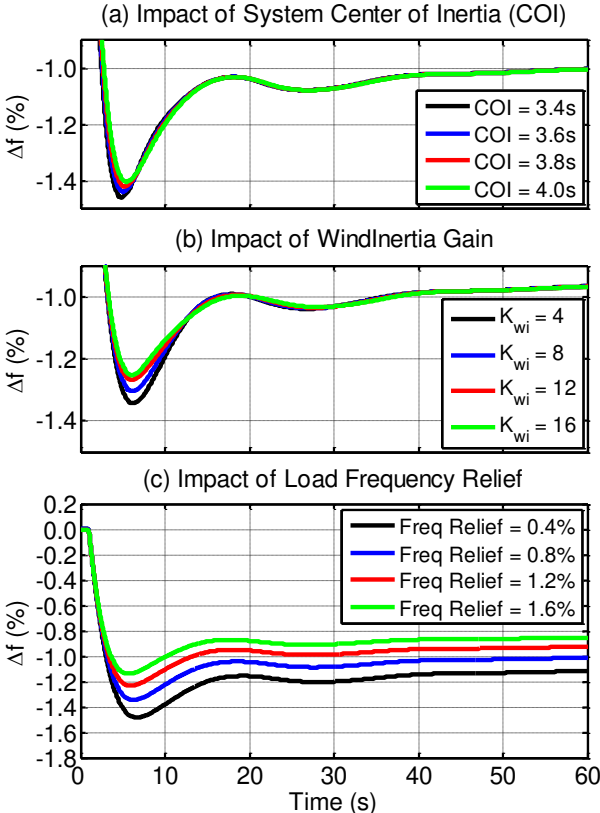 (a) Impact of System Center of Inertia (COI)
-1.0
-1.2
-1.4
Δf (%)
COI = 3.4s
COI = 3.6s
COI = 3.8s
COI = 4.0s
(b) Impact of WindInertia Gain
-1.0
-1.2
-1.4
Δf (%)
Kwi = 4
Kwi = 8
Kwi = 12
Kwi = 16
(c) Impact of Load Frequency Relief
0.2
0.0
-0.2
-0.4
-0.6
-0.8
-1.0
-1.2
-1.4
-1.6
-1.8
Δf (%)
Freq Relief = 0.4%
Freq Relief = 0.8%
Freq Relief = 1.2%
Freq Relief = 1.6%
0 10 20 30 40 50 60
Time (s)